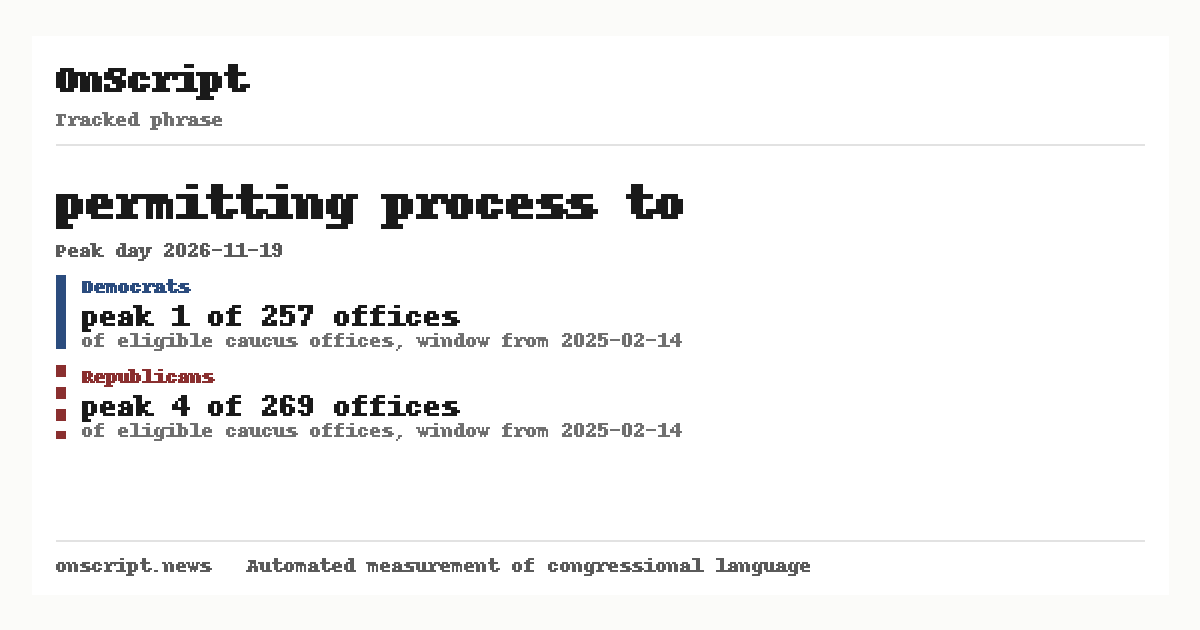 OnScript
Tracked phrase
permitting process to
Peak day 2026-11-19
Democrats
peak 1 of 257 offices
of eligible caucus offices, window from 2025-02-14
Republicans
peak 4 of 269 offices
of eligible caucus offices, window from 2025-02-14
onscript.news Automated measurement of congressional language